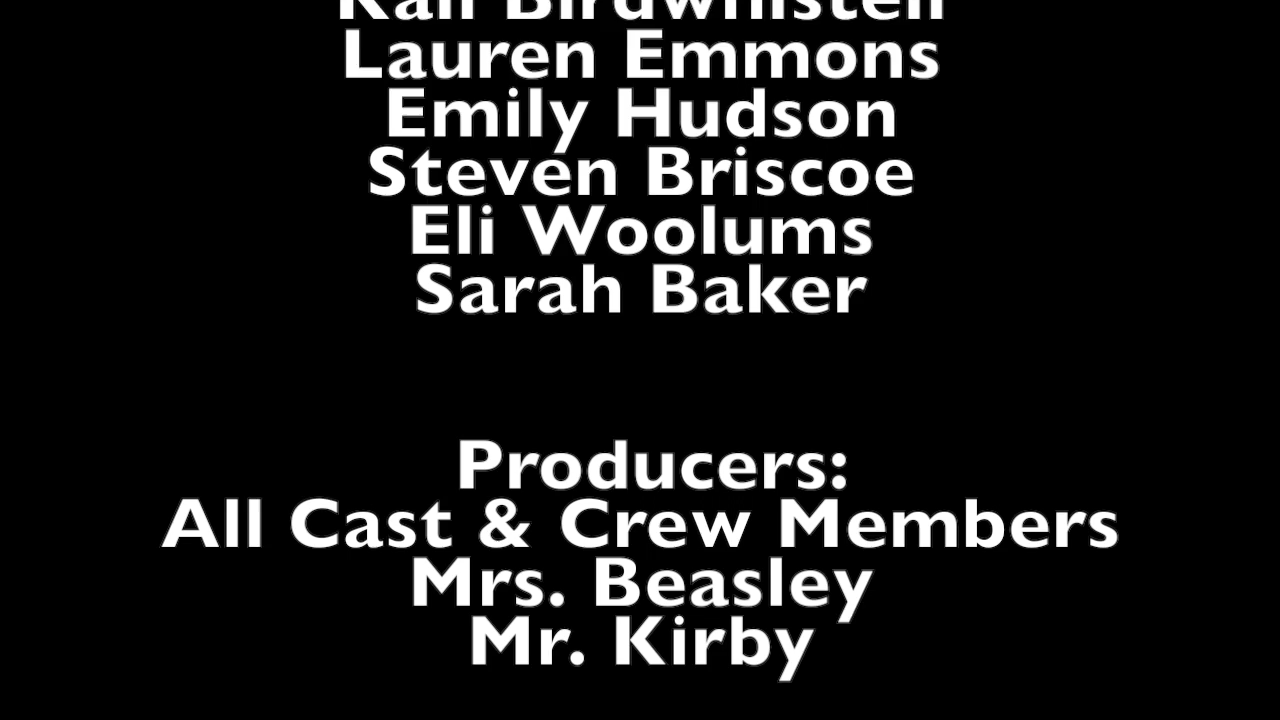 Birdwhistell
Lauren Emmons
Emily Hudson
Steven Briscoe
Eli Woolums
Sarah Baker
Producers:
All Cast & Crew Members
Mrs. Beasley
Mr. Kirby